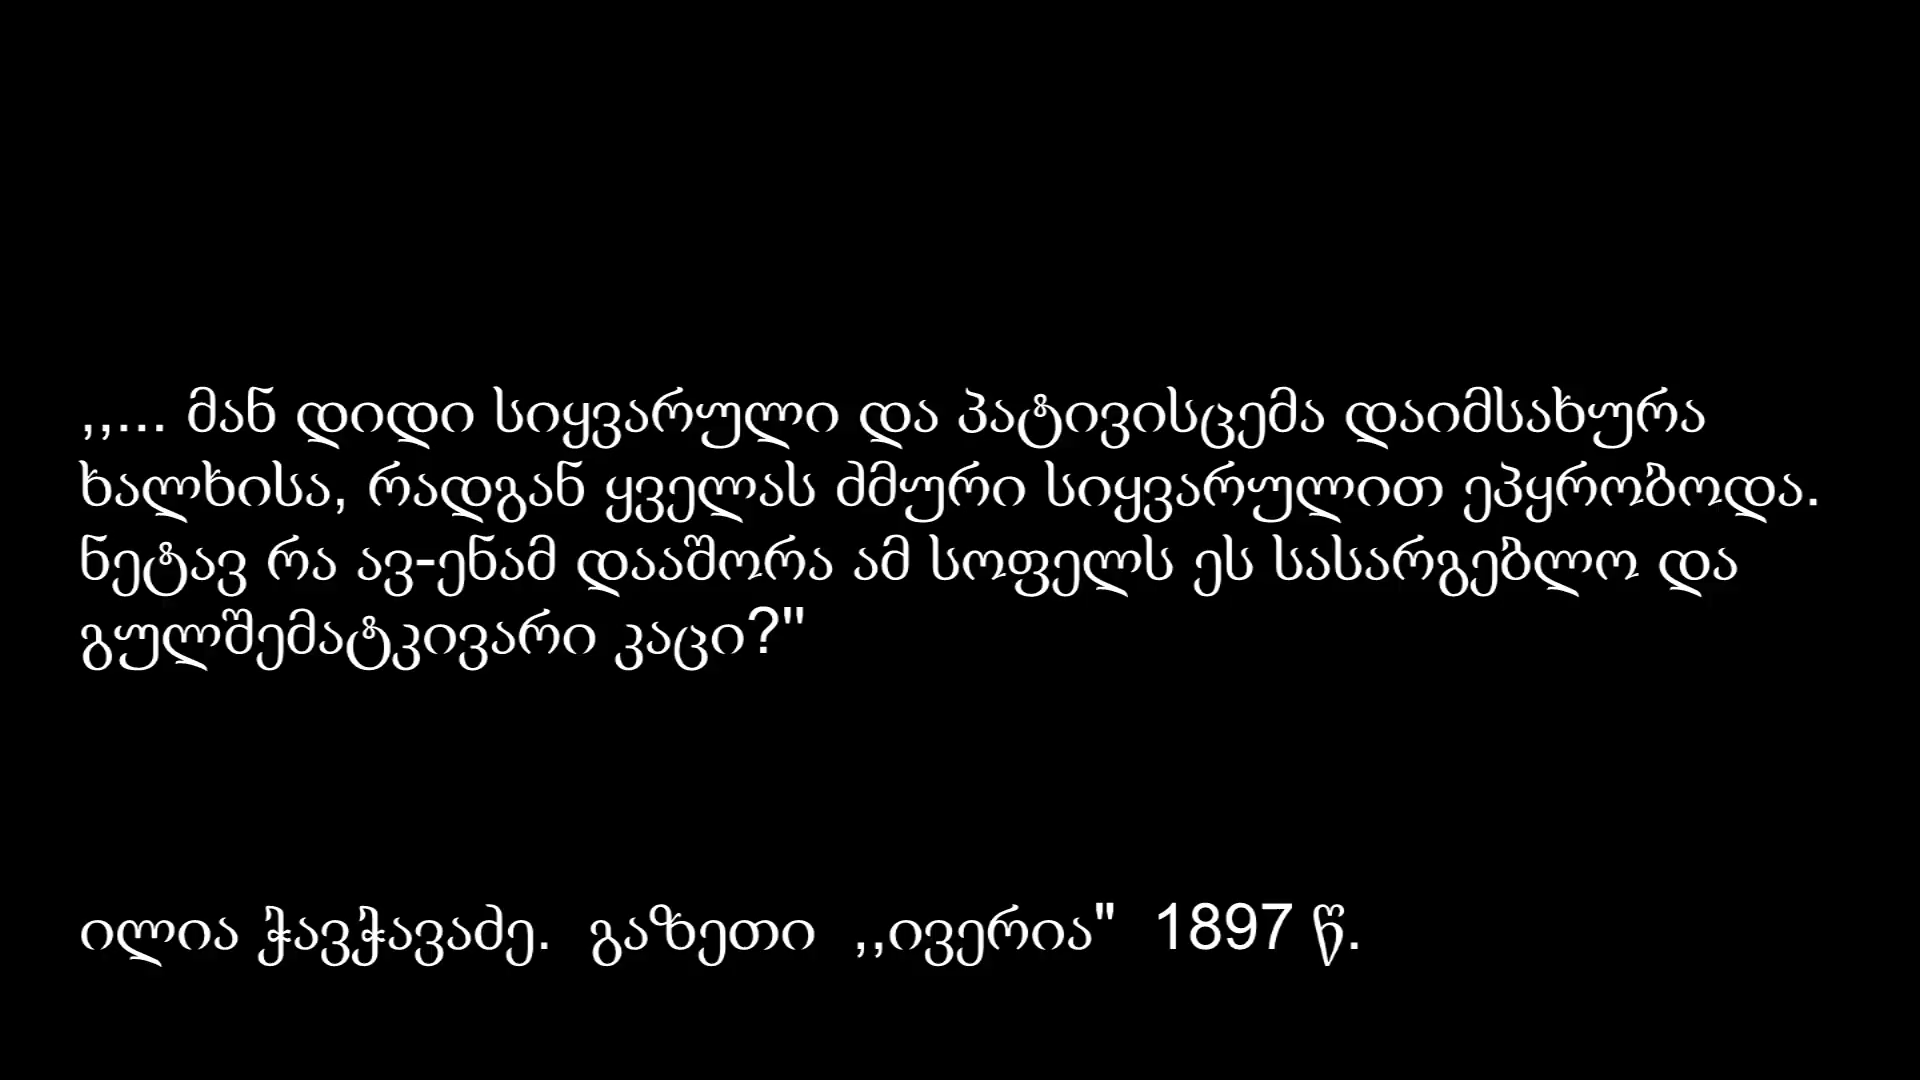 ,,... მან დიდი სიყვარული და პატივისცემა დაიმსახურა
ხალხისა, რადგან ყველას ძმური სიყვარულით ეპყრობოდა.
ნეტავ რა ავ-ენამ დააშორა ამ სოფელს ეს სასარგებლო და
გულშემატკივარი კაცი?"
ილია ჭავჭავაძე. გაზეთი ,,ივერია" 1897 წ.